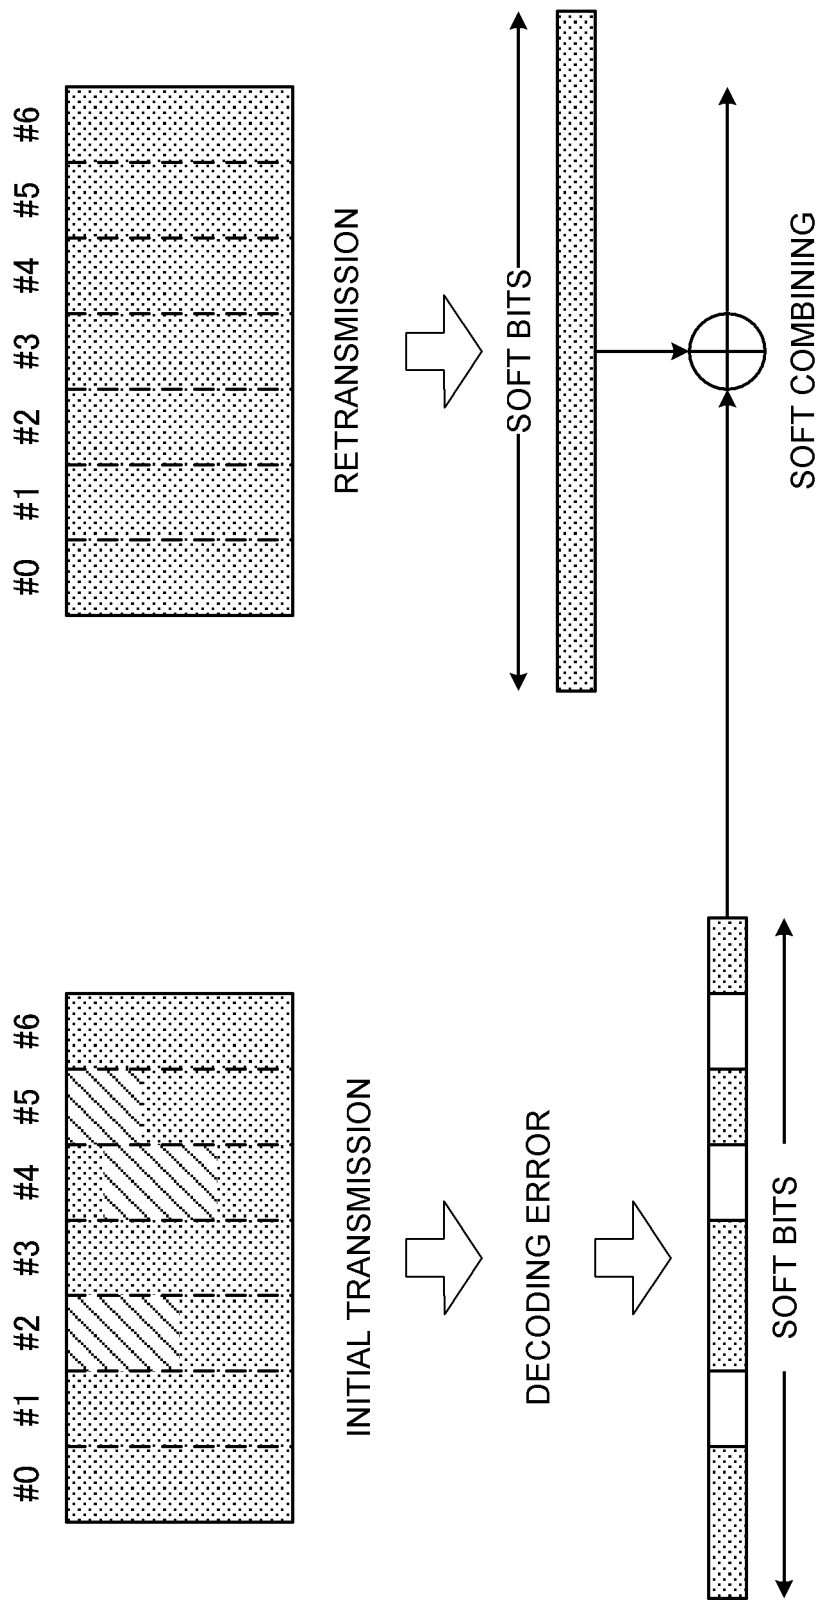 #0 #1 #2 #3 #4 #5 #6
INITIAL TRANSMISSION
DECODING ERROR
SOFT BITS
#0 #1 #2 #3 #4 #5 #6
RETRANSMISSION
SOFT BITS
SOFT COMBINING